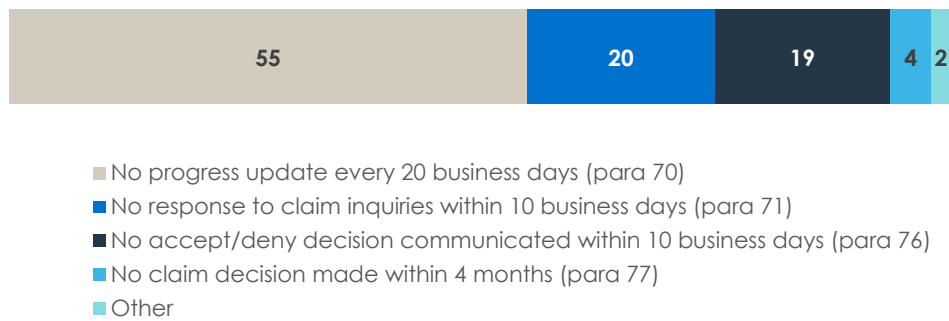 55 20 19 4 2
No progress update every 20 business days (para 70)
No response to claim inquiries within 10 business days (para 71)
No accept/deny decision communicated within 10 business days (para 76)
No claim decision made within 4 months (para 77)
Other